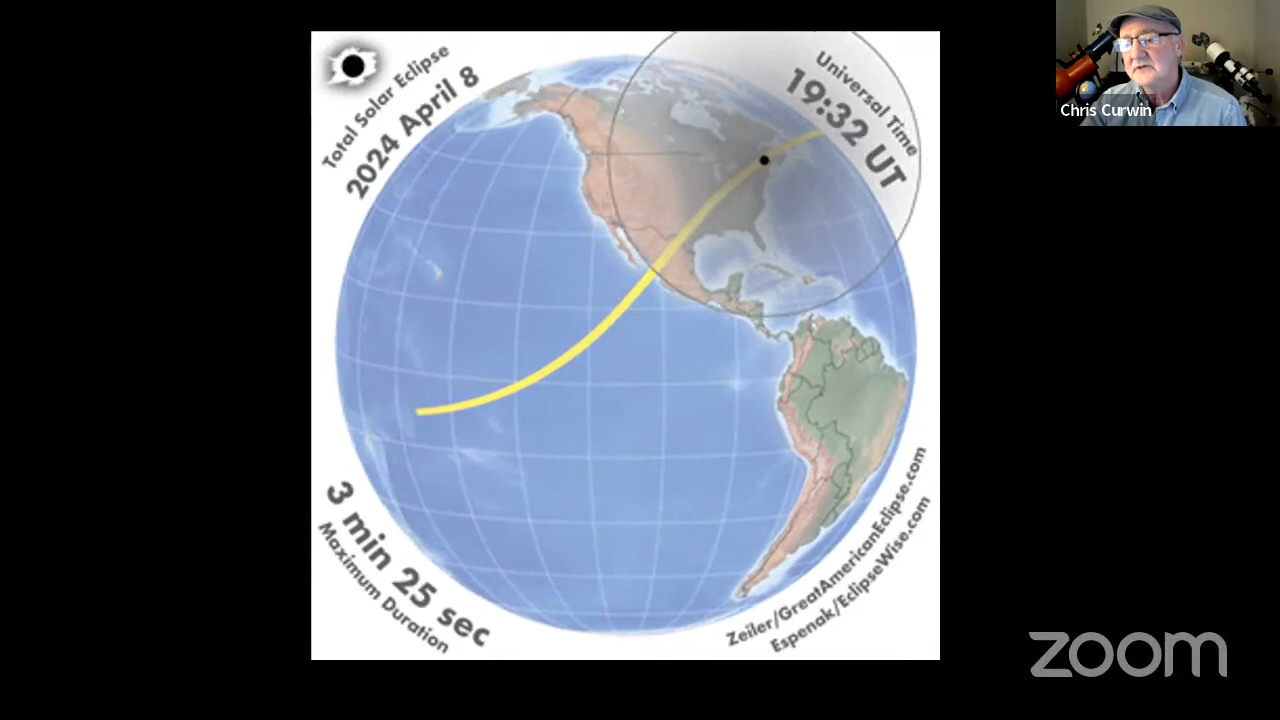 Total Solar Eclipse
2024 April 8
Universal Time
19:32 UT
Chris Curwin
3 min 25 sec
Maximum Duration
Zeiler/GreatAmericanEclipse.com
Espenak/EclipseWise.com
zoom